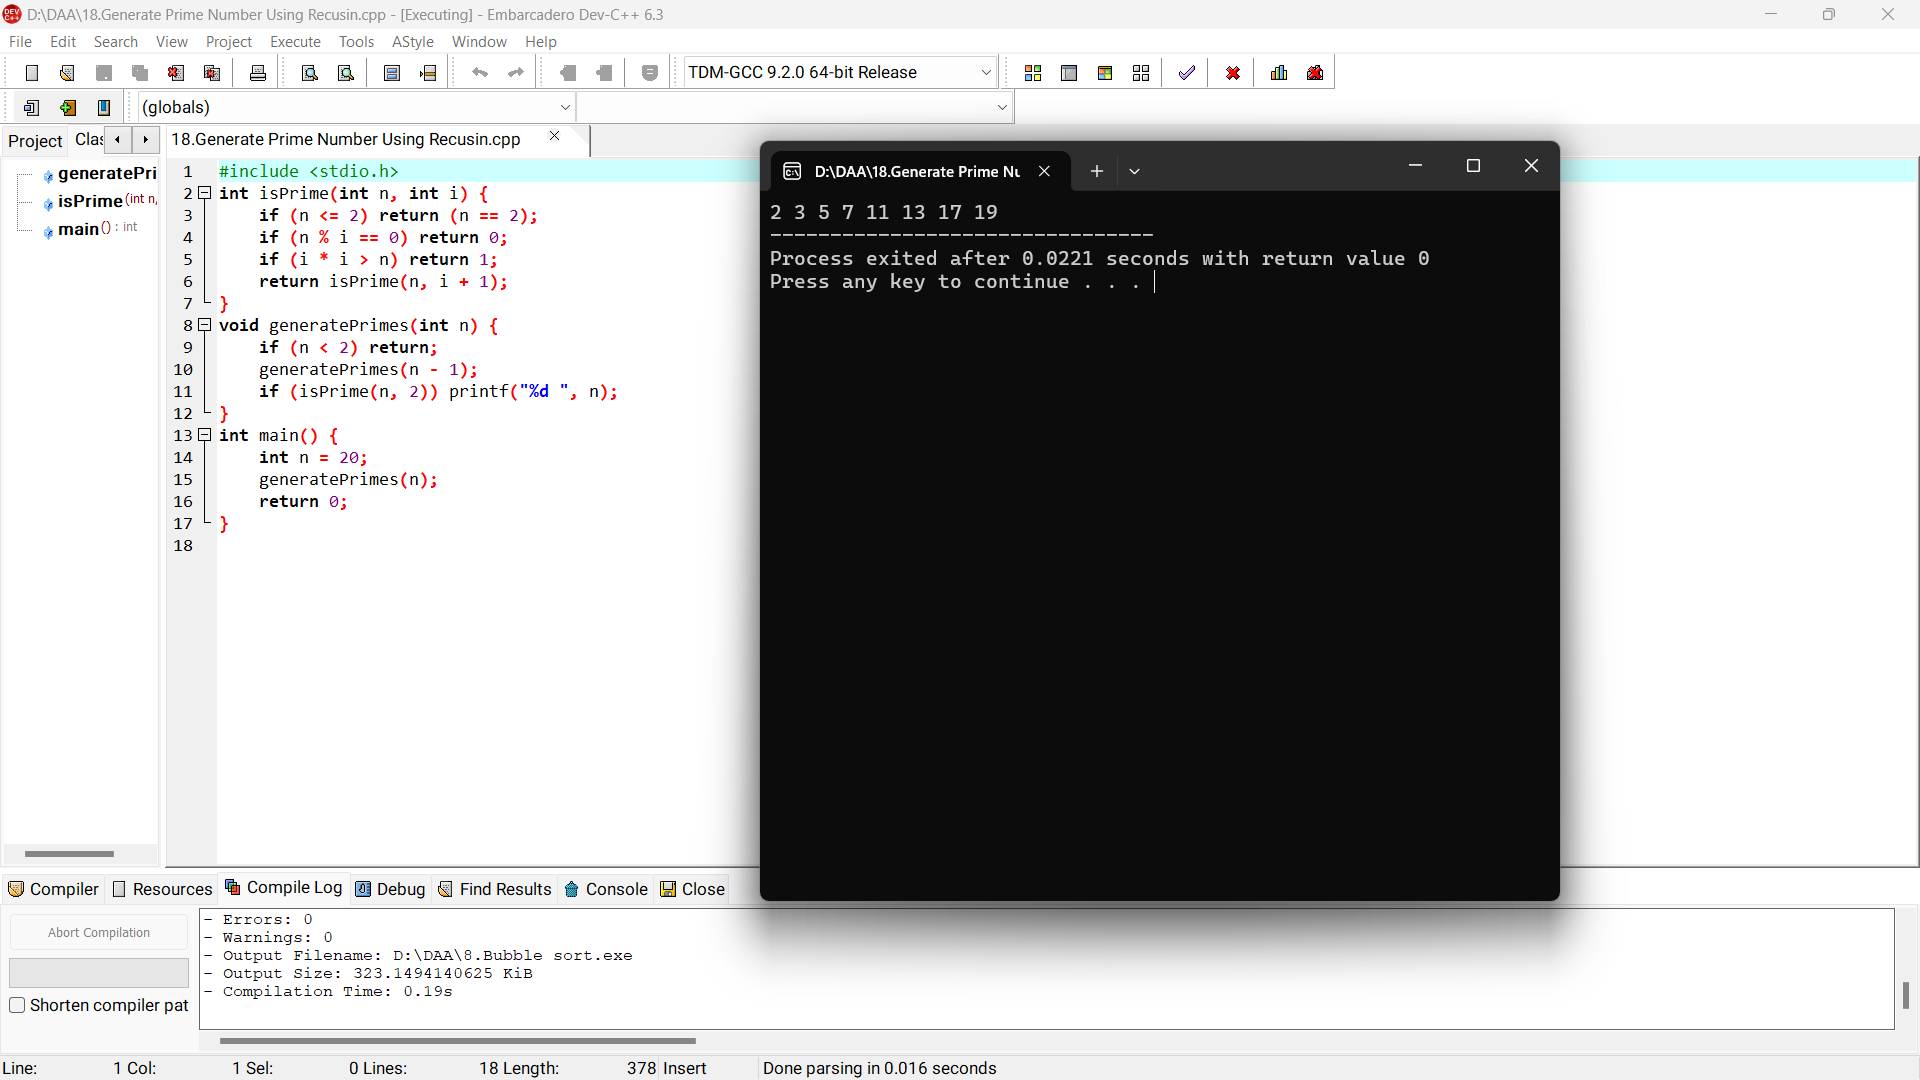 D:\DAA\18.Generate Prime Number Using Recusin.cpp - [Executing] - Embarcadero Dev-C++ 6.3
File Edit Search View Project Execute Tools AStyle Window Help
TDM-GCC 9.2.0 64-bit Release
(globals)
Project Clas
18.Generate Prime Number Using Recusin.cpp
generatePri
isPrime (int n,
main () : int
1 #include <stdio.h>
2 int isPrime(int n, int i) {
3 if (n <= 2) return (n == 2);
4 if (n % i == 0) return 0;
5 if (i * i > n) return 1;
6 return isPrime(n, i + 1);
7 }
8 void generatePrimes(int n) {
9 if (n < 2) return;
10 generatePrimes(n - 1);
11 if (isPrime(n, 2)) printf("%d ", n);
12 }
13 int main() {
14 int n = 20;
15 generatePrimes(n);
16 return 0;
17 }
18
D:\DAA\18.Generate Prime Nu
2 3 5 7 11 13 17 19
--------------------------------
Process exited after 0.0221 seconds with return value 0
Press any key to continue . . .
Compiler Resources Compile Log Debug Find Results Console Close
Abort Compilation
Shorten compiler pat
- Errors: 0
- Warnings: 0
- Output Filename: D:\DAA\8.Bubble sort.exe
- Output Size: 323.1494140625 KiB
- Compilation Time: 0.19s
Line: 1 Col: 1 Sel: 0 Lines: 18 Length: 378 Insert Done parsing in 0.016 seconds